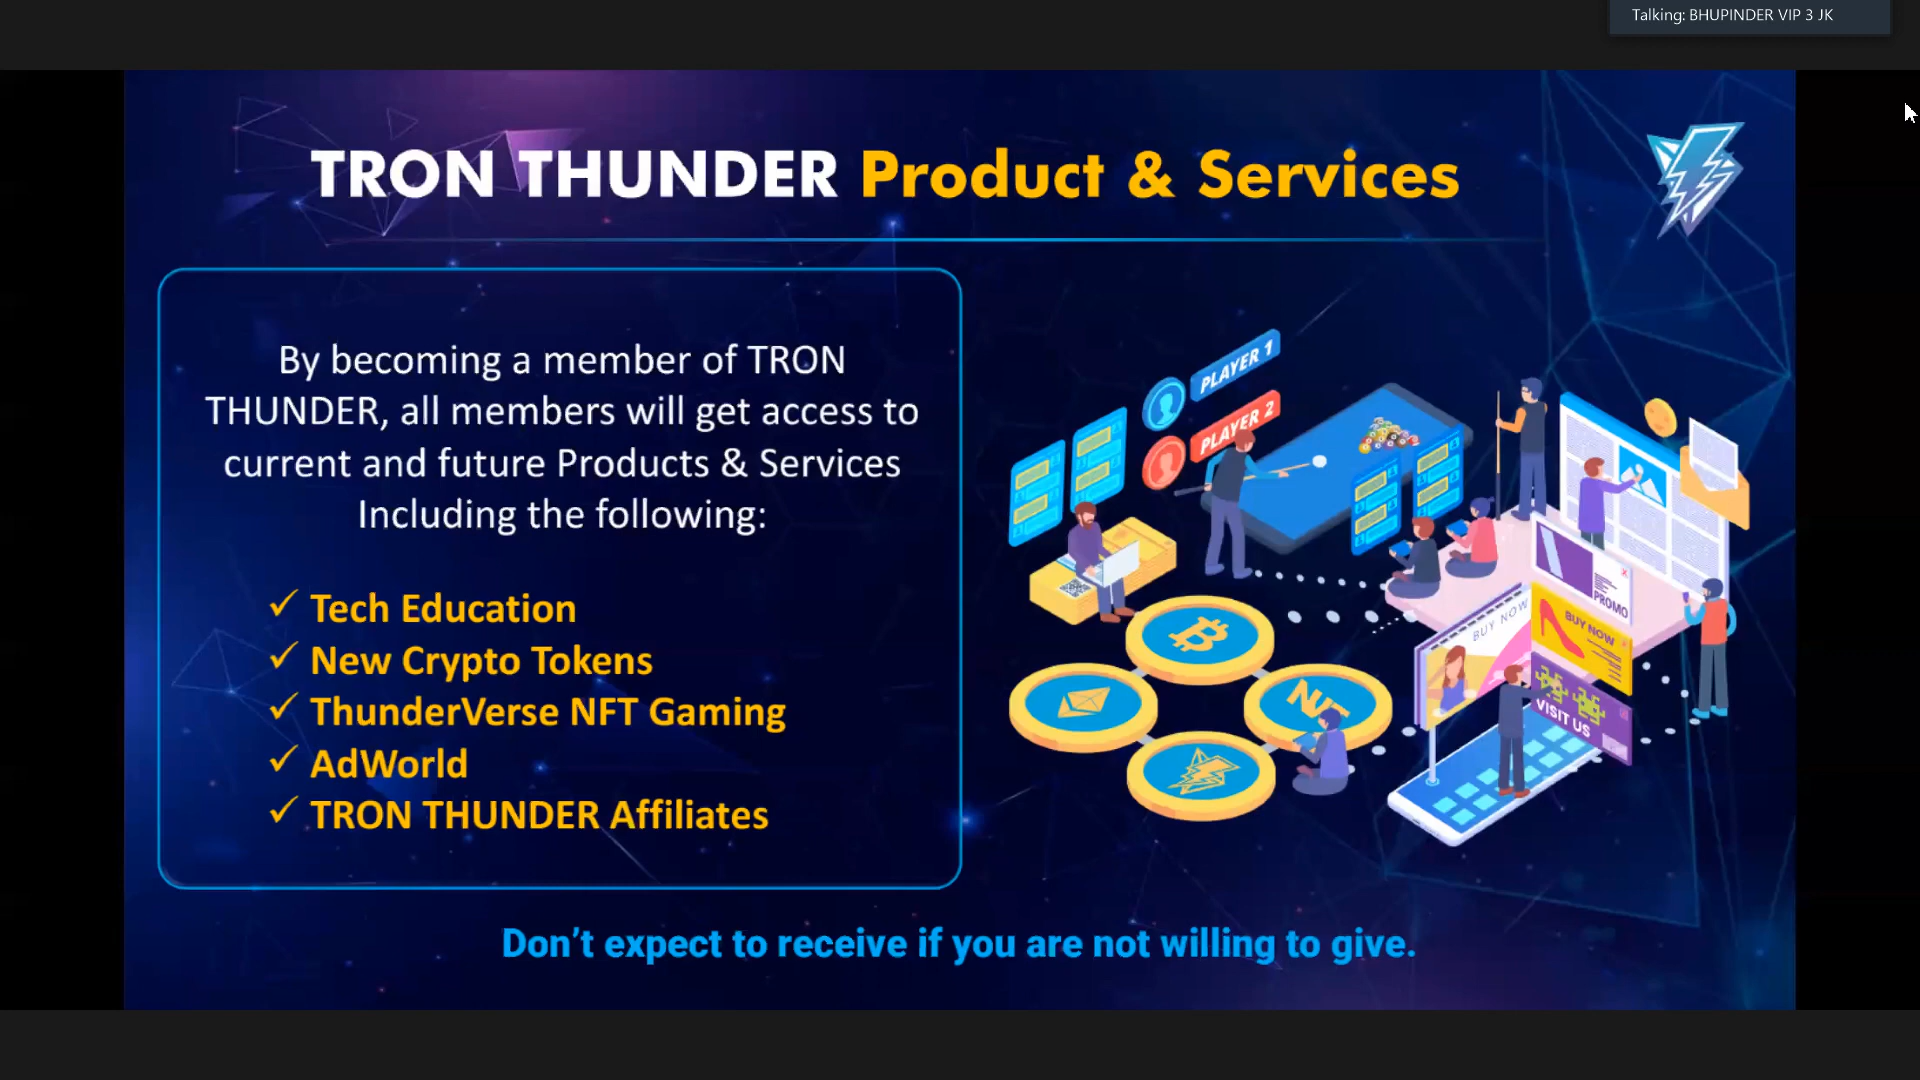 Talking: BHUPINDER VIP 3 JK
TRON THUNDER Product & Services
By becoming a member of TRON
THUNDER, all members will get access to
current and future Products & Services
Including the following:
✓ Tech Education
✓ New Crypto Tokens
✓ ThunderVerse NFT Gaming
✓ AdWorld
✓ TRON THUNDER Affiliates
PLAYER 1
PLAYER 2
NFT
PROMO
BUY NOW
BUY NOW
VISIT US
Don’t expect to receive if you are not willing to give.